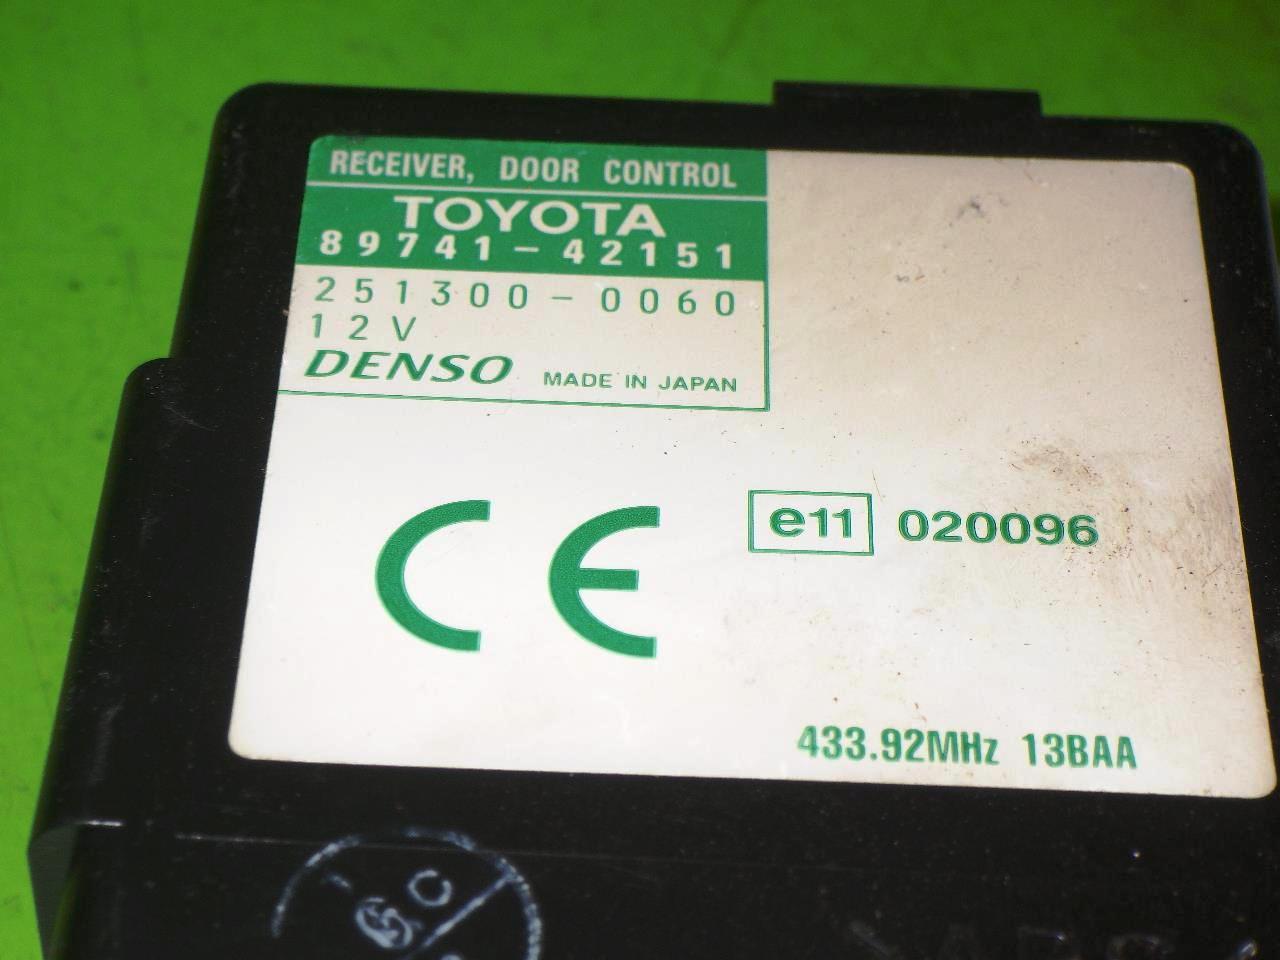 RECEIVER, DOOR CONTROL
TOYOTA
89741-42151
251300-0060
12V
DENSO MADE IN JAPAN
CE
e11 020096
433.92MHz 13BAA